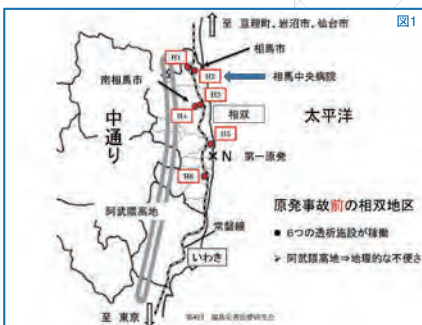 図1
至 亘理町、岩沼市、仙台市
相馬市
H1
H2
相馬中央病院
南相馬市
H3
H4
相双
太平洋
中通り
H5
N 第一原発
H6
原発事故前の相双地区
阿武隈高地
● 6つの透析施設が稼働
常磐線
➢ 阿武隈高地⇒地理的な不便さ
いわき
至 東京